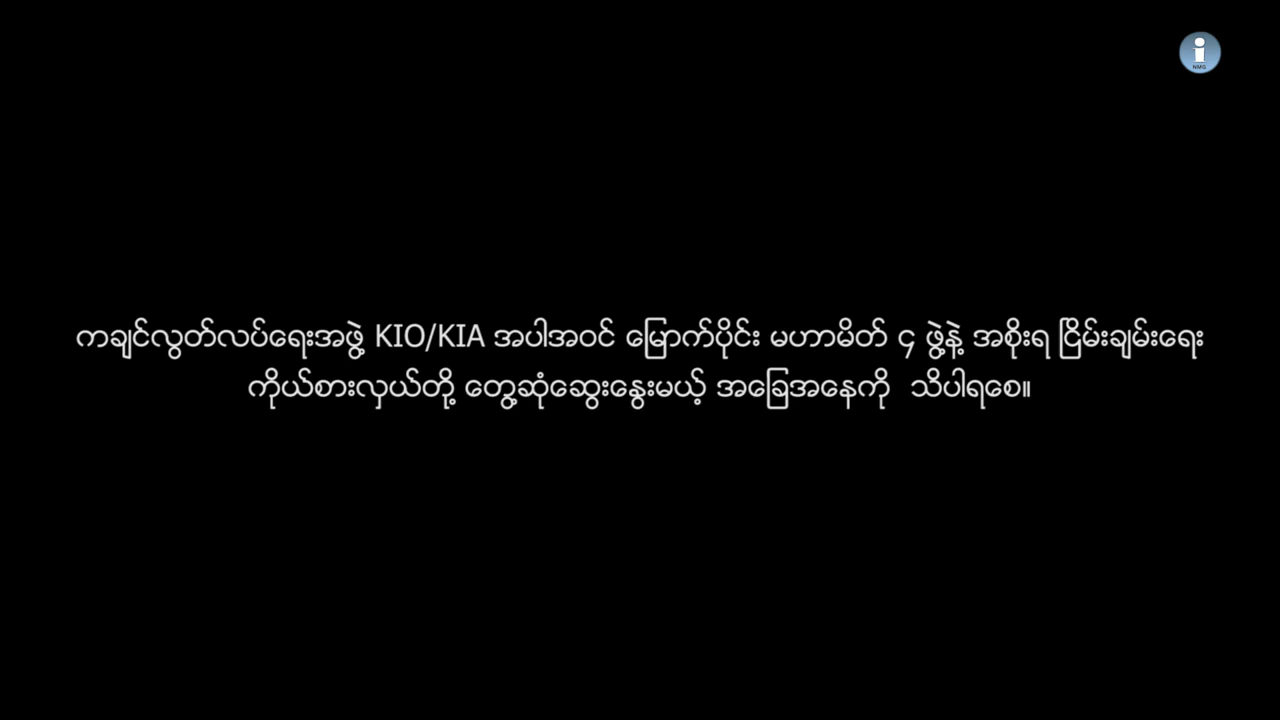 NMG
ကချင်လွတ်လပ်ရေးအဖွဲ့ KIO/KIA အပါအဝင် မြောက်ပိုင်း မဟာမိတ် ၄ ဖွဲ့နဲ့ အစိုးရ ငြိမ်းချမ်းရေး
ကိုယ်စားလှယ်တို့ တွေ့ဆုံဆွေးနွေးမယ့် အခြေအနေကို သိပါရစေ။